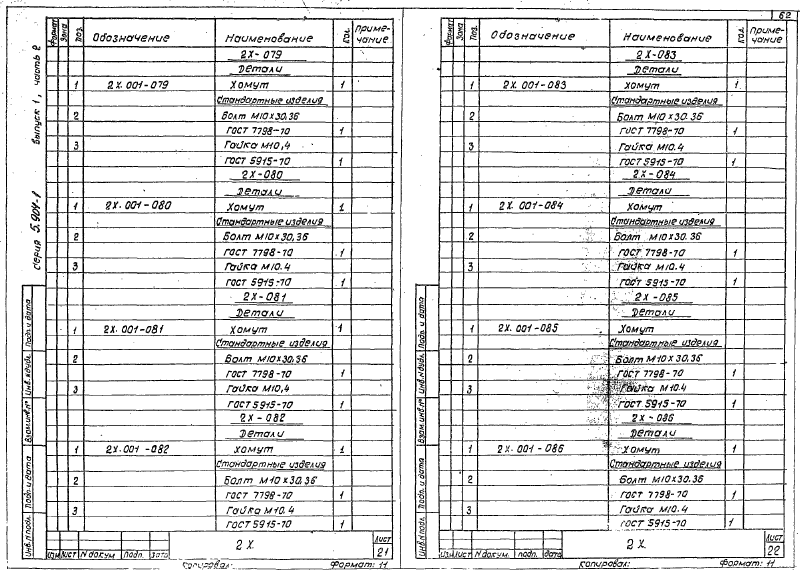 62
Серия 5.904-1 выпуск 1, часть 2
Формат Зона Поз. Обозначение Наименование Кол. Примечание
2Х-079
Детали
1 2Х.001-079 Хомут 1
Стандартные изделия
2 Болт М10х30.36
ГОСТ 7798-70 1
3 Гайка М10.4
ГОСТ 5915-70 1
2Х-080
Детали
1 2Х.001-080 Хомут 1
Стандартные изделия
2 Болт М10х30.36
ГОСТ 7798-70 1
3 Гайка М10.4
ГОСТ 5915-70 1
2Х-081
Детали
1 2Х.001-081 Хомут 1
Стандартные изделия
2 Болт М10х30.36
ГОСТ 7798-70 1
3 Гайка М10.4
ГОСТ 5915-70 1
2Х-082
Детали
1 2Х.001-082 Хомут 1
Стандартные изделия
2 Болт М10х30.36
ГОСТ 7798-70 1
3 Гайка М10.4
ГОСТ 5915-70 1
Инв.N подл. Подп. и дата Взам.инв.N° Инв.N дубл. Подп. и дата
Изм Лист N докум Подп. Дата
2Х
Лист
21
Копировал: Формат: 11
Формат Зона Поз. Обозначение Наименование Кол. Примечание
2Х-083
Детали
1 2Х.001-083 Хомут 1
Стандартные изделия
2 Болт М10х30.36
ГОСТ 7798-70 1
3 Гайка М10.4
ГОСТ 5915-70 1
2Х-084
Детали
1 2Х.001-084 Хомут 1
Стандартные изделия
2 Болт М10х30.36
ГОСТ 7798-70 1
3 Гайка М10.4
ГОСТ 5915-70 1
2Х-085
Детали
1 2Х.001-085 Хомут 1
Стандартные изделия
2 Болт М10х30.36
ГОСТ 7798-70 1
3 Гайка М10.4
ГОСТ 5915-70 1
2Х-086
Детали
1 2Х.001-086 Хомут 1
Стандартные изделия
2 Болт М10х30.36
ГОСТ 7798-70 1
3 Гайка М10.4
ГОСТ 5915-70 1
Инв.N подл. Подп. и дата Взам.инв.N° Инв.N дубл. Подп. и дата
Изм Лист N докум. Подп. Дата
2Х
Лист
22
Копировал: Формат: 11